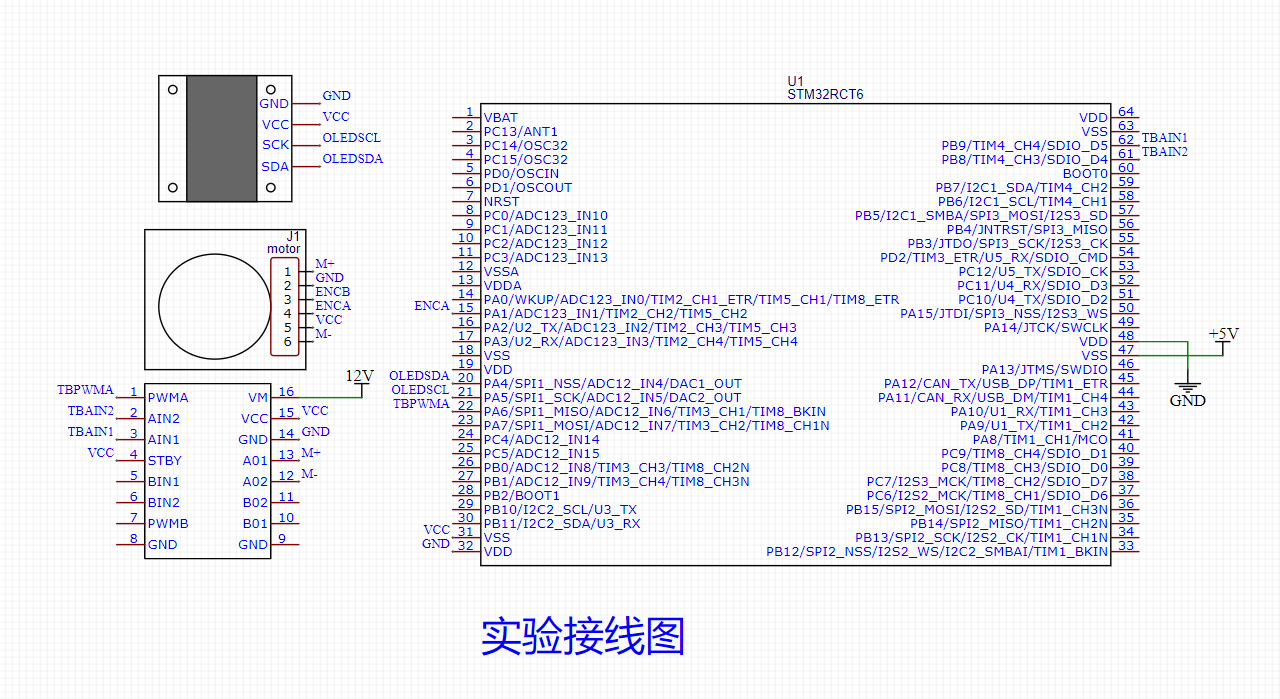 GND GND
VCC VCC
SCK OLEDSCL
SDA OLEDSDA
J1
motor
1 M+
2 GND
3 ENCB
4 ENCA
5 VCC
6 M-
12V
TBPWMA 1 PWMA VM 16
TBAIN2 2 AIN2 VCC 15 VCC
TBAIN1 3 AIN1 GND 14 GND
VCC 4 STBY A01 13 M+
5 BIN1 A02 12 M-
6 BIN2 B02 11
7 PWMB B01 10
8 GND GND 9
U1
STM32RCT6
1 VBAT
2 PC13/ANT1
3 PC14/OSC32
4 PC15/OSC32
5 PD0/OSCIN
6 PD1/OSCOUT
7 NRST
8 PC0/ADC123_IN10
9 PC1/ADC123_IN11
10 PC2/ADC123_IN12
11 PC3/ADC123_IN13
12 VSSA
13 VDDA
14 PA0/WKUP/ADC123_IN0/TIM2_CH1_ETR/TIM5_CH1/TIM8_ETR
ENCA 15 PA1/ADC123_IN1/TIM2_CH2/TIM5_CH2
16 PA2/U2_TX/ADC123_IN2/TIM2_CH3/TIM5_CH3
17 PA3/U2_RX/ADC123_IN3/TIM2_CH4/TIM5_CH4
18 VSS
19 VDD
OLEDSDA 20 PA4/SPI1_NSS/ADC12_IN4/DAC1_OUT
OLEDSCL 21 PA5/SPI1_SCK/ADC12_IN5/DAC2_OUT
TBPWMA 22 PA6/SPI1_MISO/ADC12_IN6/TIM3_CH1/TIM8_BKIN
23 PA7/SPI1_MOSI/ADC12_IN7/TIM3_CH2/TIM8_CH1N
24 PC4/ADC12_IN14
25 PC5/ADC12_IN15
26 PB0/ADC12_IN8/TIM3_CH3/TIM8_CH2N
27 PB1/ADC12_IN9/TIM3_CH4/TIM8_CH3N
28 PB2/BOOT1
29 PB10/I2C2_SCL/U3_TX
30 PB11/I2C2_SDA/U3_RX
VCC 31 VSS
GND 32 VDD
VDD 64
VSS 63
PB9/TIM4_CH4/SDIO_D5 62 TBAIN1
PB8/TIM4_CH3/SDIO_D4 61 TBAIN2
BOOT0 60
PB7/I2C1_SDA/TIM4_CH2 59
PB6/I2C1_SCL/TIM4_CH1 58
PB5/I2C1_SMBA/SPI3_MOSI/I2S3_SD 57
PB4/JNTRST/SPI3_MISO 56
PB3/JTDO/SPI3_SCK/I2S3_CK 55
PD2/TIM3_ETR/U5_RX/SDIO_CMD 54
PC12/U5_TX/SDIO_CK 53
PC11/U4_RX/SDIO_D3 52
PC10/U4_TX/SDIO_D2 51
PA15/JTDI/SPI3_NSS/I2S3_WS 50
PA14/JTCK/SWCLK 49
VDD 48
VSS 47
PA13/JTMS/SWDIO 46
PA12/CAN_TX/USB_DP/TIM1_ETR 45
PA11/CAN_RX/USB_DM/TIM1_CH4 44
PA10/U1_RX/TIM1_CH3 43
PA9/U1_TX/TIM1_CH2 42
PA8/TIM1_CH1/MCO 41
PC9/TIM8_CH4/SDIO_D1 40
PC8/TIM8_CH3/SDIO_D0 39
PC7/I2S3_MCK/TIM8_CH2/SDIO_D7 38
PC6/I2S2_MCK/TIM8_CH1/SDIO_D6 37
PB15/SPI2_MOSI/I2S2_SD/TIM1_CH3N 36
PB14/SPI2_MISO/TIM1_CH2N 35
PB13/SPI2_SCK/I2S2_CK/TIM1_CH1N 34
PB12/SPI2_NSS/I2S2_WS/I2C2_SMBAI/TIM1_BKIN 33
+5V
GND
实验接线图